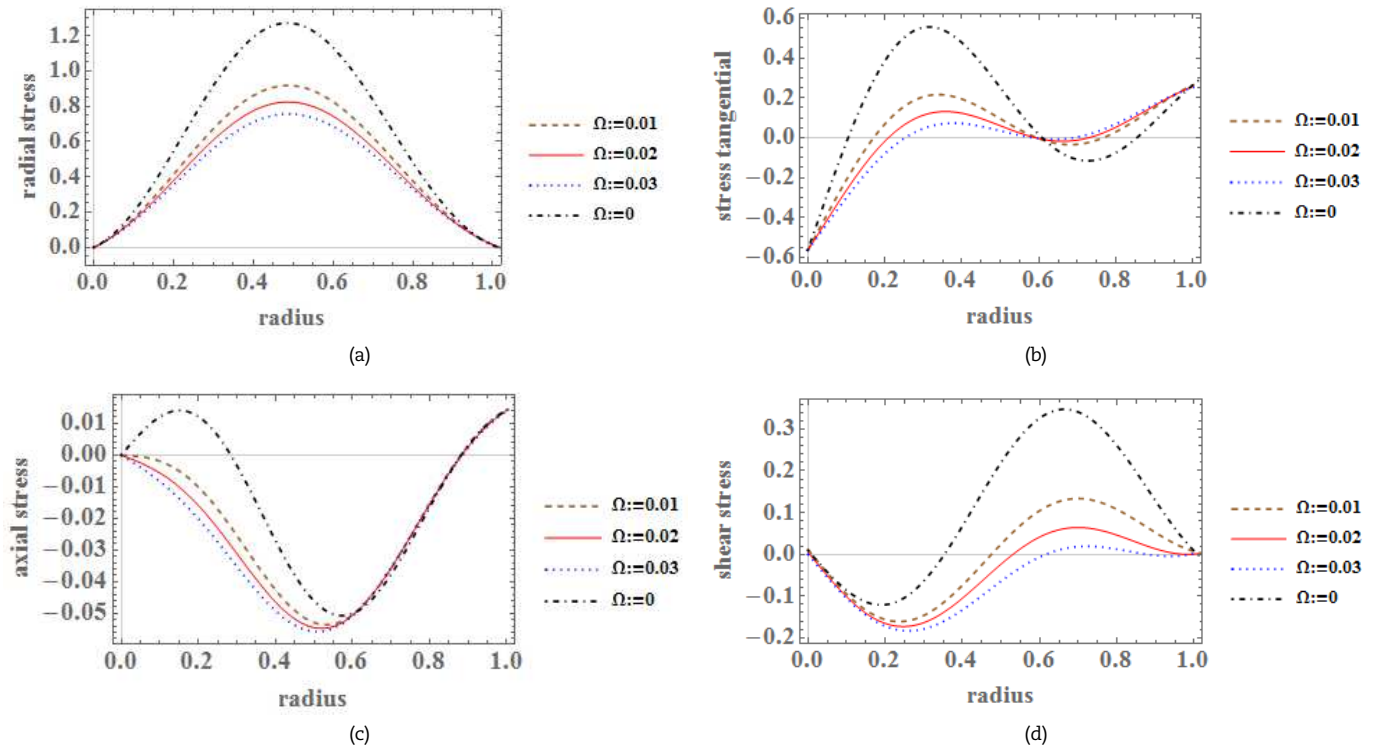 radial stress
1.2
1.0
0.8
0.6
0.4
0.2
0.0
0.0 0.2 0.4 0.6 0.8 1.0
radius
Ω:=0.01
Ω:=0.02
Ω:=0.03
Ω:=0
(a)
stress tangential
0.6
0.4
0.2
0.0
−0.2
−0.4
−0.6
0.0 0.2 0.4 0.6 0.8 1.0
radius
Ω:=0.01
Ω:=0.02
Ω:=0.03
Ω:=0
(b)
axial stress
0.01
0.00
−0.01
−0.02
−0.03
−0.04
−0.05
0.0 0.2 0.4 0.6 0.8 1.0
radius
Ω:=0.01
Ω:=0.02
Ω:=0.03
Ω:=0
(c)
shear stress
0.3
0.2
0.1
0.0
−0.1
−0.2
0.0 0.2 0.4 0.6 0.8 1.0
radius
Ω:=0.01
Ω:=0.02
Ω:=0.03
Ω:=0
(d)